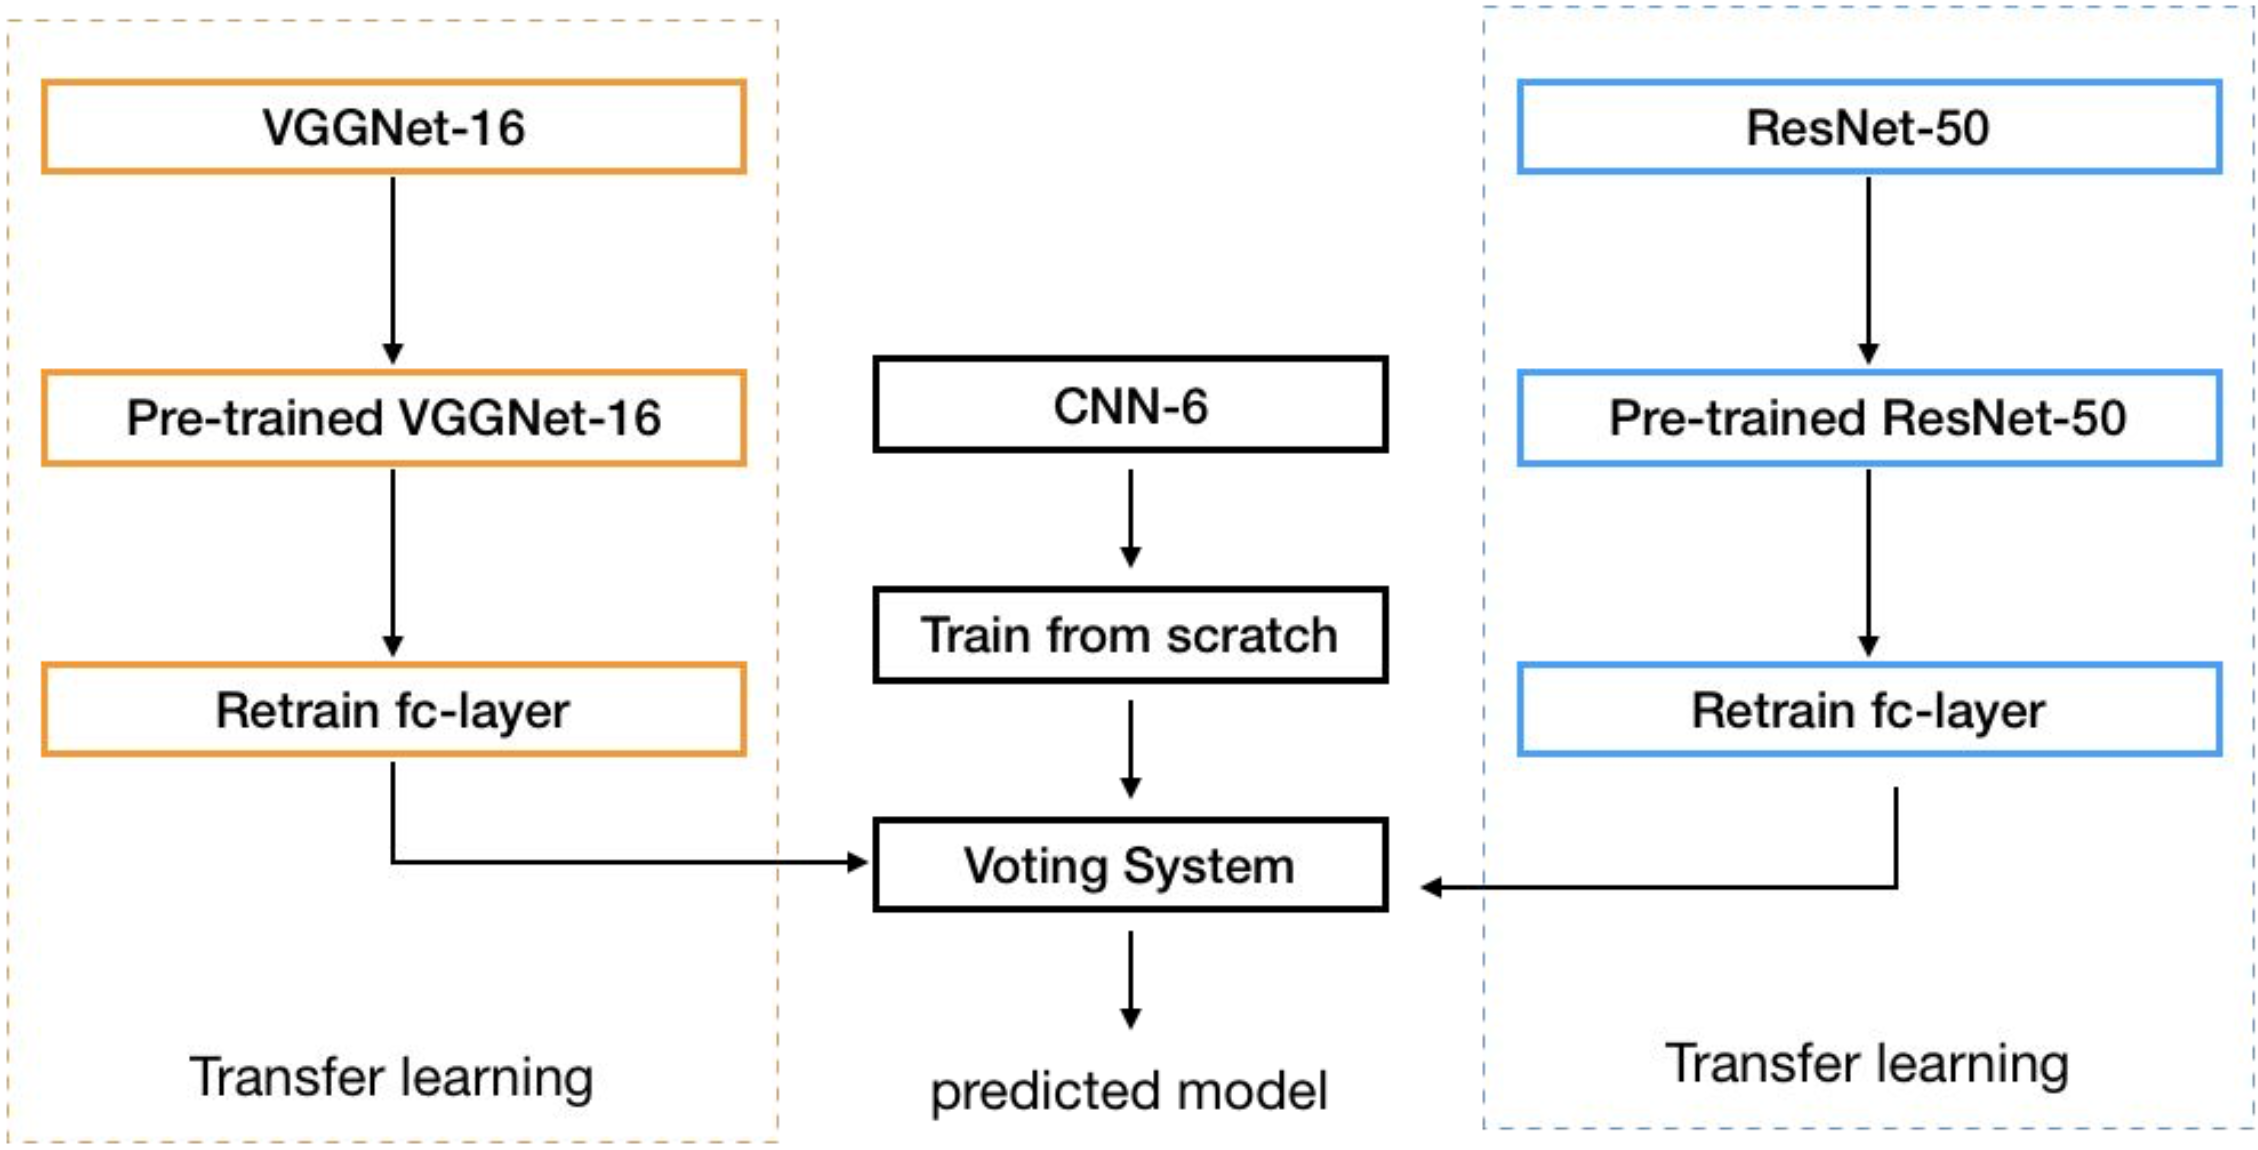 VGGNet-16
Pre-trained VGGNet-16
Retrain fc-layer
Transfer learning
CNN-6
Train from scratch
Voting System
predicted model
ResNet-50
Pre-trained ResNet-50
Retrain fc-layer
Transfer learning